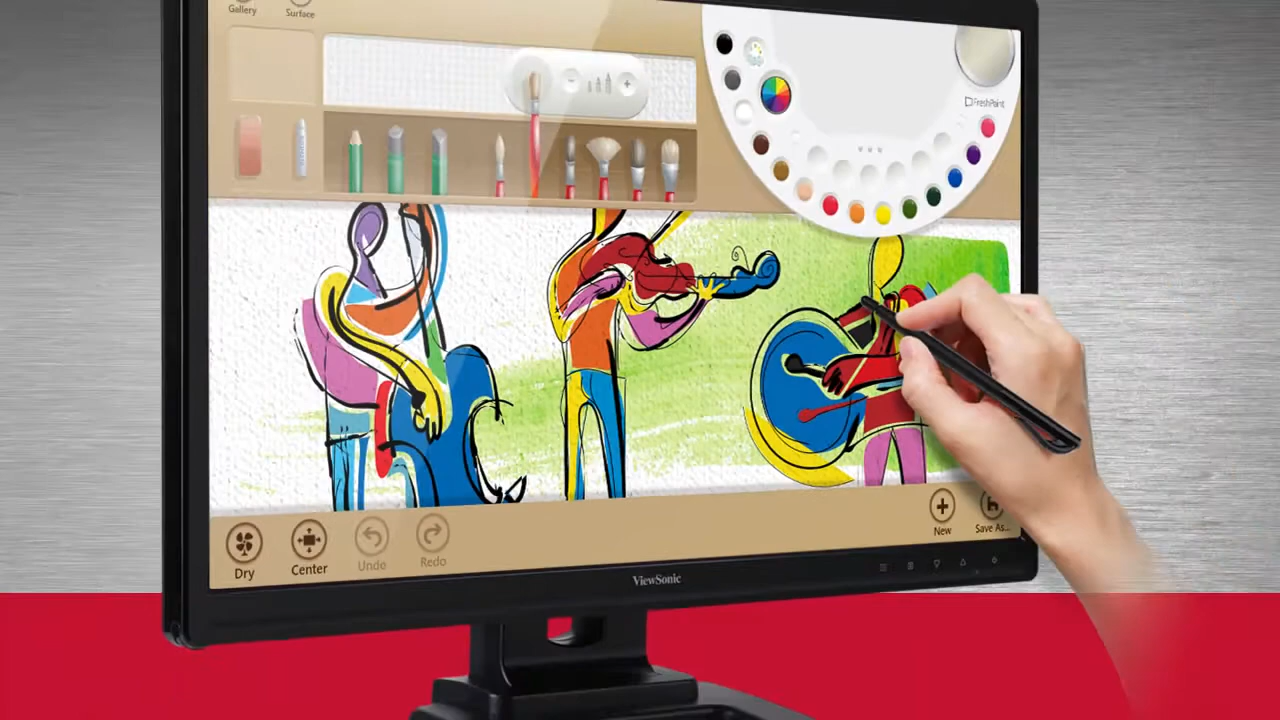 Gallery
Surface
FreshPaint
Dry
Center
Undo
Redo
New
Save As...
ViewSonic